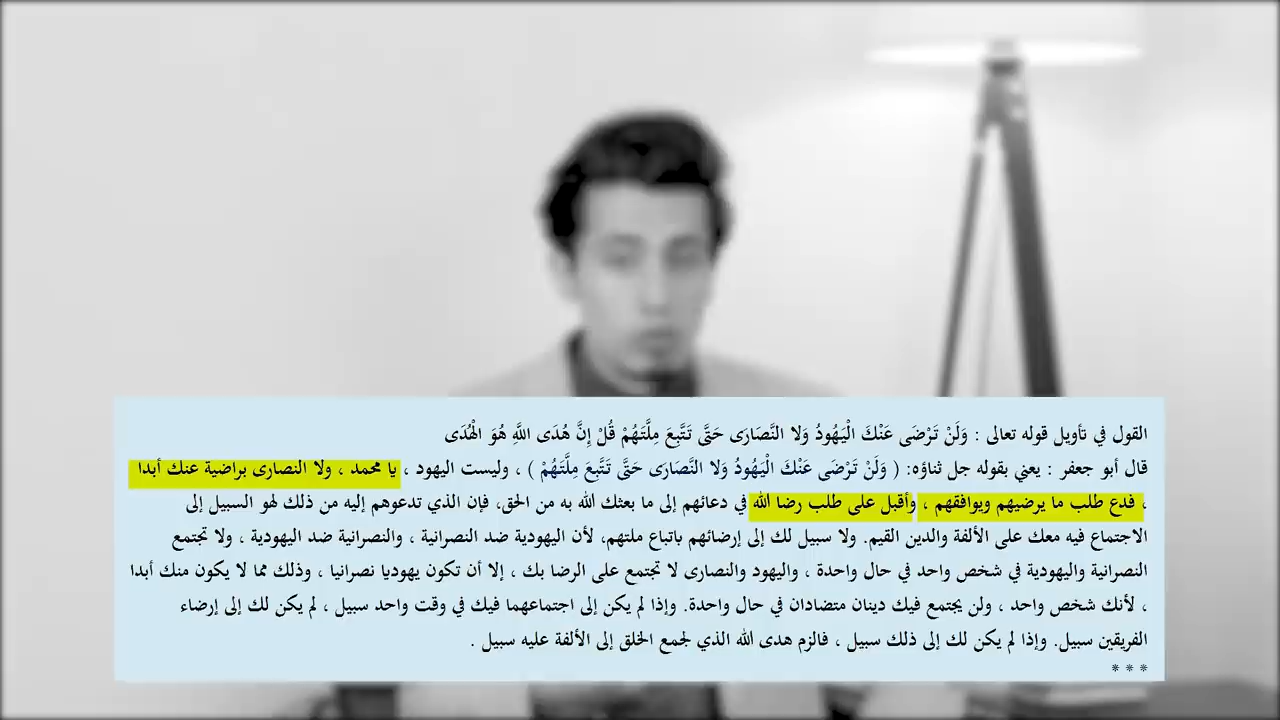 القول في تأويل قوله تعالى : وَلَنْ تَرْضَى عَنْكَ الْيَهُودُ وَلا النَّصَارَى حَتَّى تَتَّبِعَ مِلَّتَهُمْ قُلْ إِنَّ هُدَى اللَّهِ هُوَ الْهُدَى
قال أبو جعفر : يعني بقوله جل ثناؤه: ( وَلَنْ تَرْضَى عَنْكَ الْيَهُودُ وَلا النَّصَارَى حَتَّى تَتَّبِعَ مِلَّتَهُمْ ) ، وليست اليهود ، يا محمد ، ولا النصارى براضية عنك أبدا
، فدع طلب ما يرضيهم ويوافقهم ، وأقبل على طلب رضا الله في دعائهم إلى ما بعثك الله به من الحق، فإن الذي تدعوهم إليه من ذلك لهو السبيل إلى
الاجتماع فيه معك على الألفة والدين القيم. ولا سبيل لك إلى إرضائهم باتباع ملتهم، لأن اليهودية ضد النصرانية ، والنصرانية ضد اليهودية ، ولا تجتمع
النصرانية واليهودية في شخص واحد في حال واحدة ، واليهود والنصارى لا تجتمع على الرضا بك ، إلا أن تكون يهوديا نصرانيا ، وذلك مما لا يكون منك أبدا
، لأنك شخص واحد ، ولن يجتمع فيك دينان متضادان في حال واحدة. وإذا لم يكن إلى اجتماعهما فيك في وقت واحد سبيل ، لم يكن لك إلى إرضاء
الفريقين سبيل. وإذا لم يكن لك إلى ذلك سبيل ، فالزم هدى الله الذي لجمع الخلق إلى الألفة عليه سبيل .
* * *